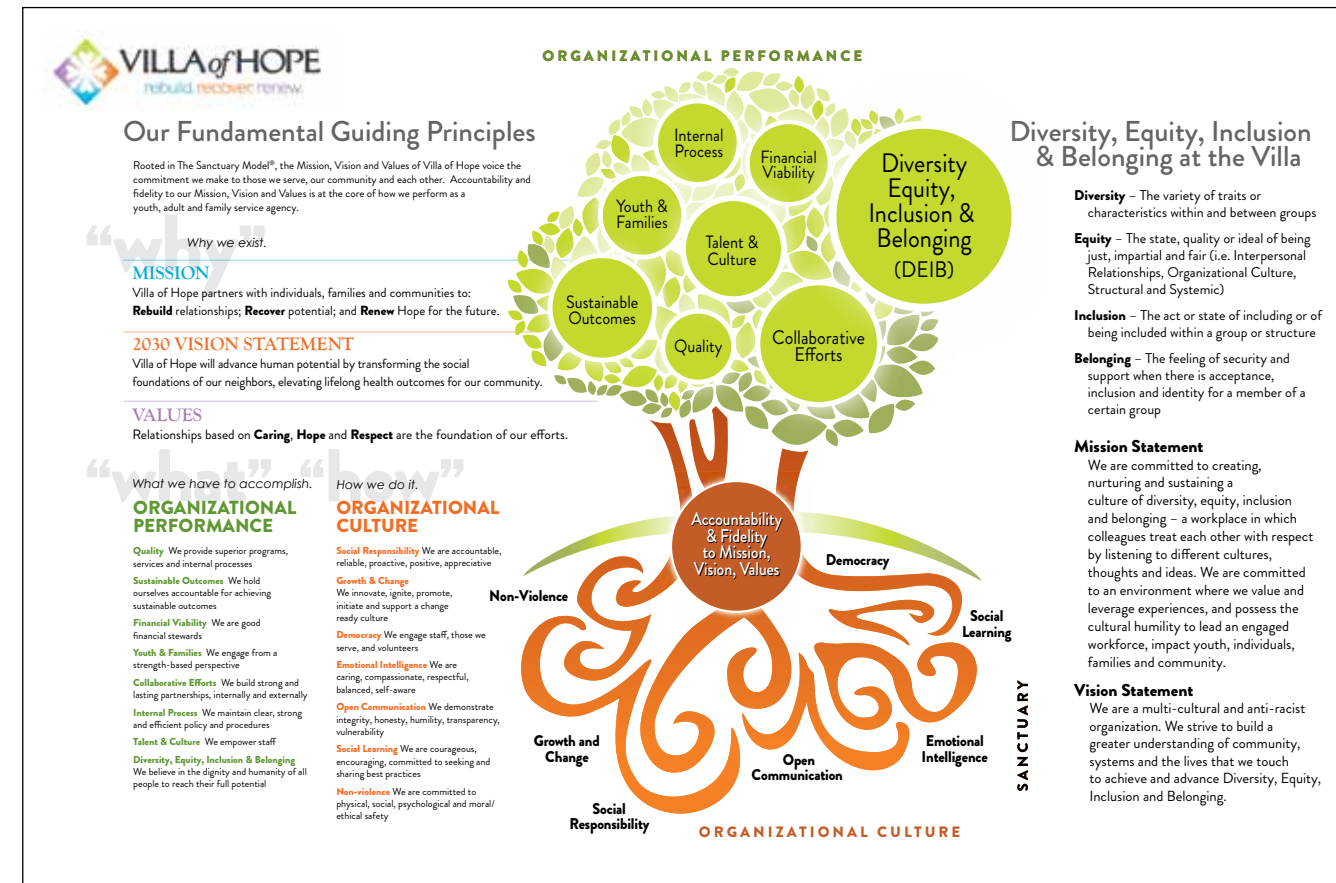 VILLA of HOPE
rebuild. recover. renew.
Our Fundamental Guiding Principles
Rooted in The Sanctuary Model®, the Mission, Vision and Values of Villa of Hope voice the
commitment we make to those we serve, our community and each other. Accountability and
fidelity to our Mission, Vision and Values is at the core of how we perform as a
youth, adult and family service agency.
“why”
Why we exist.
MISSION
Villa of Hope partners with individuals, families and communities to:
Rebuild relationships; Recover potential; and Renew Hope for the future.
2030 VISION STATEMENT
Villa of Hope will advance human potential by transforming the social
foundations of our neighbors, elevating lifelong health outcomes for our community.
VALUES
Relationships based on Caring, Hope and Respect are the foundation of our efforts.
“what”
What we have to accomplish.
ORGANIZATIONAL
PERFORMANCE
Quality We provide superior programs,
services and internal processes
Sustainable Outcomes We hold
ourselves accountable for achieving
sustainable outcomes
Financial Viability We are good
financial stewards
Youth & Families We engage from a
strength-based perspective
Collaborative Efforts We build strong and
lasting partnerships, internally and externally
Internal Process We maintain clear, strong
and efficient policy and procedures
Talent & Culture We empower staff
Diversity, Equity, Inclusion & Belonging
We believe in the dignity and humanity of all
people to reach their full potential
“how”
How we do it.
ORGANIZATIONAL
CULTURE
Social Responsibility We are accountable,
reliable, proactive, positive, appreciative
Growth & Change
We innovate, ignite, promote,
initiate and support a change
ready culture
Democracy We engage staff, those we
serve, and volunteers
Emotional Intelligence We are
caring, compassionate, respectful,
balanced, self-aware
Open Communication We demonstrate
integrity, honesty, humility, transparency,
vulnerability
Social Learning We are courageous,
encouraging, committed to seeking and
sharing best practices
Non-violence We are committed to
physical, social, psychological and moral/
ethical safety
ORGANIZATIONAL PERFORMANCE
Internal
Process
Financial
Viability
Diversity
Equity,
Inclusion &
Belonging
(DEIB)
Youth &
Families
Talent &
Culture
Sustainable
Outcomes
Quality
Collaborative
Efforts
Accountability
& Fidelity
to Mission,
Vision, Values
Democracy
Non-Violence
Social
Learning
Growth and
Change
Open
Communication
Emotional
Intelligence
Social
Responsibility
SANCTUARY
ORGANIZATIONAL CULTURE
Diversity, Equity, Inclusion
& Belonging at the Villa
Diversity – The variety of traits or
characteristics within and between groups
Equity – The state, quality or ideal of being
just, impartial and fair (i.e. Interpersonal
Relationships, Organizational Culture,
Structural and Systemic)
Inclusion – The act or state of including or of
being included within a group or structure
Belonging – The feeling of security and
support when there is acceptance,
inclusion and identity for a member of a
certain group
Mission Statement
We are committed to creating,
nurturing and sustaining a
culture of diversity, equity, inclusion
and belonging – a workplace in which
colleagues treat each other with respect
by listening to different cultures,
thoughts and ideas. We are committed
to an environment where we value and
leverage experiences, and possess the
cultural humility to lead an engaged
workforce, impact youth, individuals,
families and community.
Vision Statement
We are a multi-cultural and anti-racist
organization. We strive to build a
greater understanding of community,
systems and the lives that we touch
to achieve and advance Diversity, Equity,
Inclusion and Belonging.